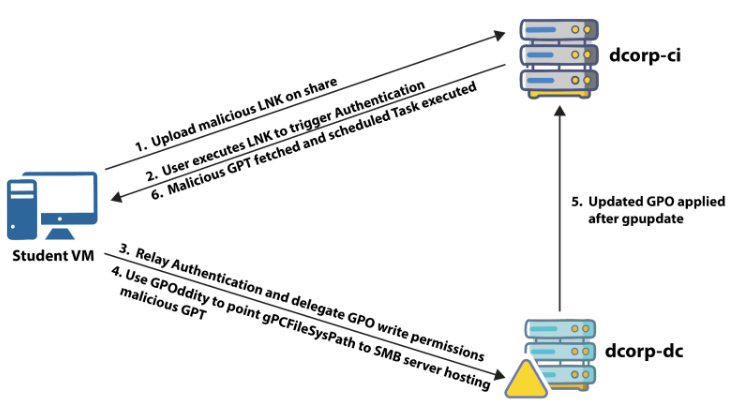 dcorp-ci
1. Upload malicious LNK on share
2. User executes LNK to trigger Authentication
6. Malicious GPT fetched and scheduled Task executed
5. Updated GPO applied
after gpupdate
Student VM
3. Relay Authentication and delegate GPO write permissions
4. Use GPOddity to point gPCFileSysPath to SMB server hosting
malicious GPT
dcorp-dc